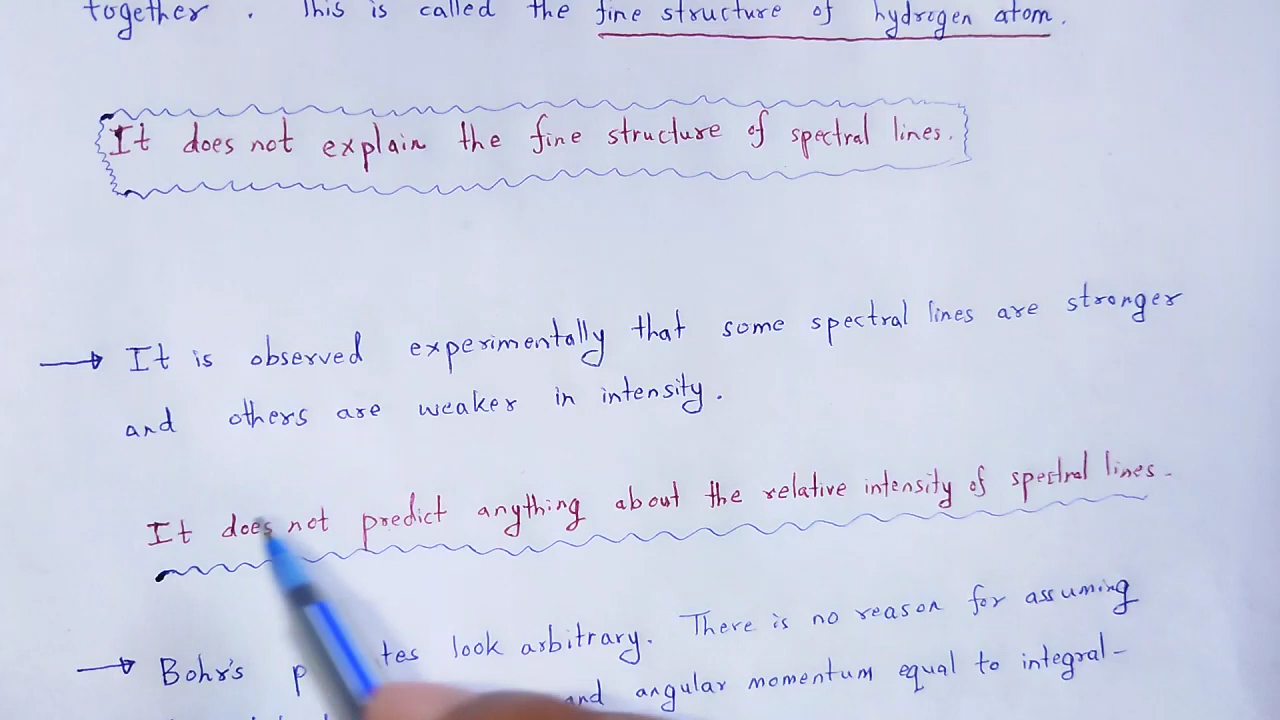 together. This is called the fine structure of hydrogen atom.
It does not explain the fine structure of spectral lines.
→ It is observed experimentally that some spectral lines are stronger
and others are weaker in intensity.
It does not predict anything about the relative intensity of spectral lines.
→ Bohr's p tes look arbitrary. There is no reason for assuming
and angular momentum equal to integral-